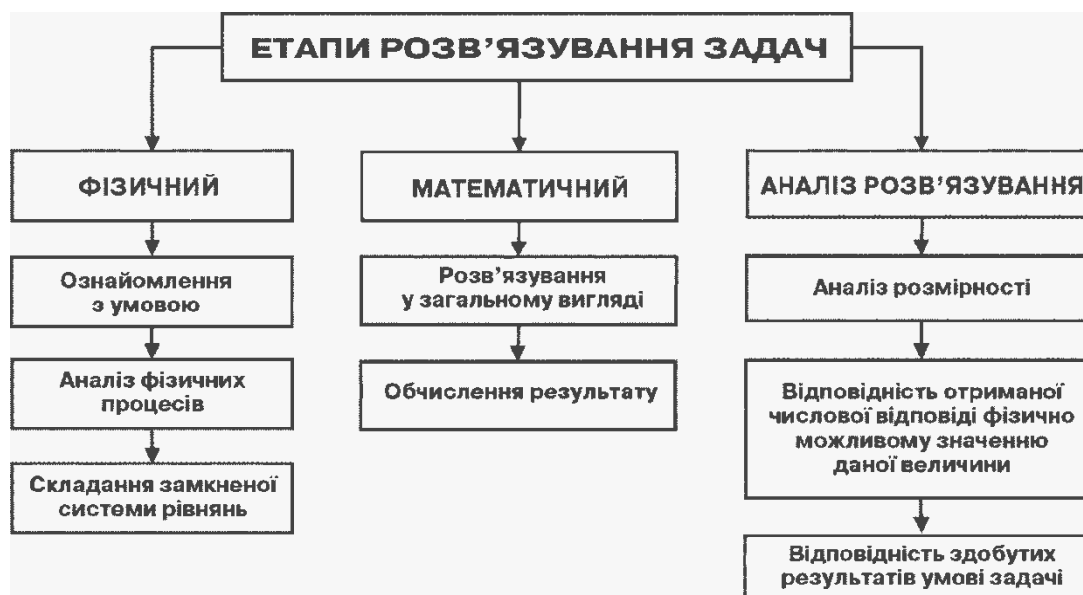 ЕТАПИ РОЗВ’ЯЗУВАННЯ ЗАДАЧ
ФІЗИЧНИЙ
Ознайомлення
з умовою
Аналіз фізичних
процесів
Складання замкненої
системи рівнянь
МАТЕМАТИЧНИЙ
Розв’язування
у загальному вигляді
Обчислення результату
АНАЛІЗ РОЗВ’ЯЗУВАННЯ
Аналіз розмірності
Відповідність отриманої
числової відповіді фізично
можливому значенню
даної величини
Відповідність здобутих
результатів умові задачі